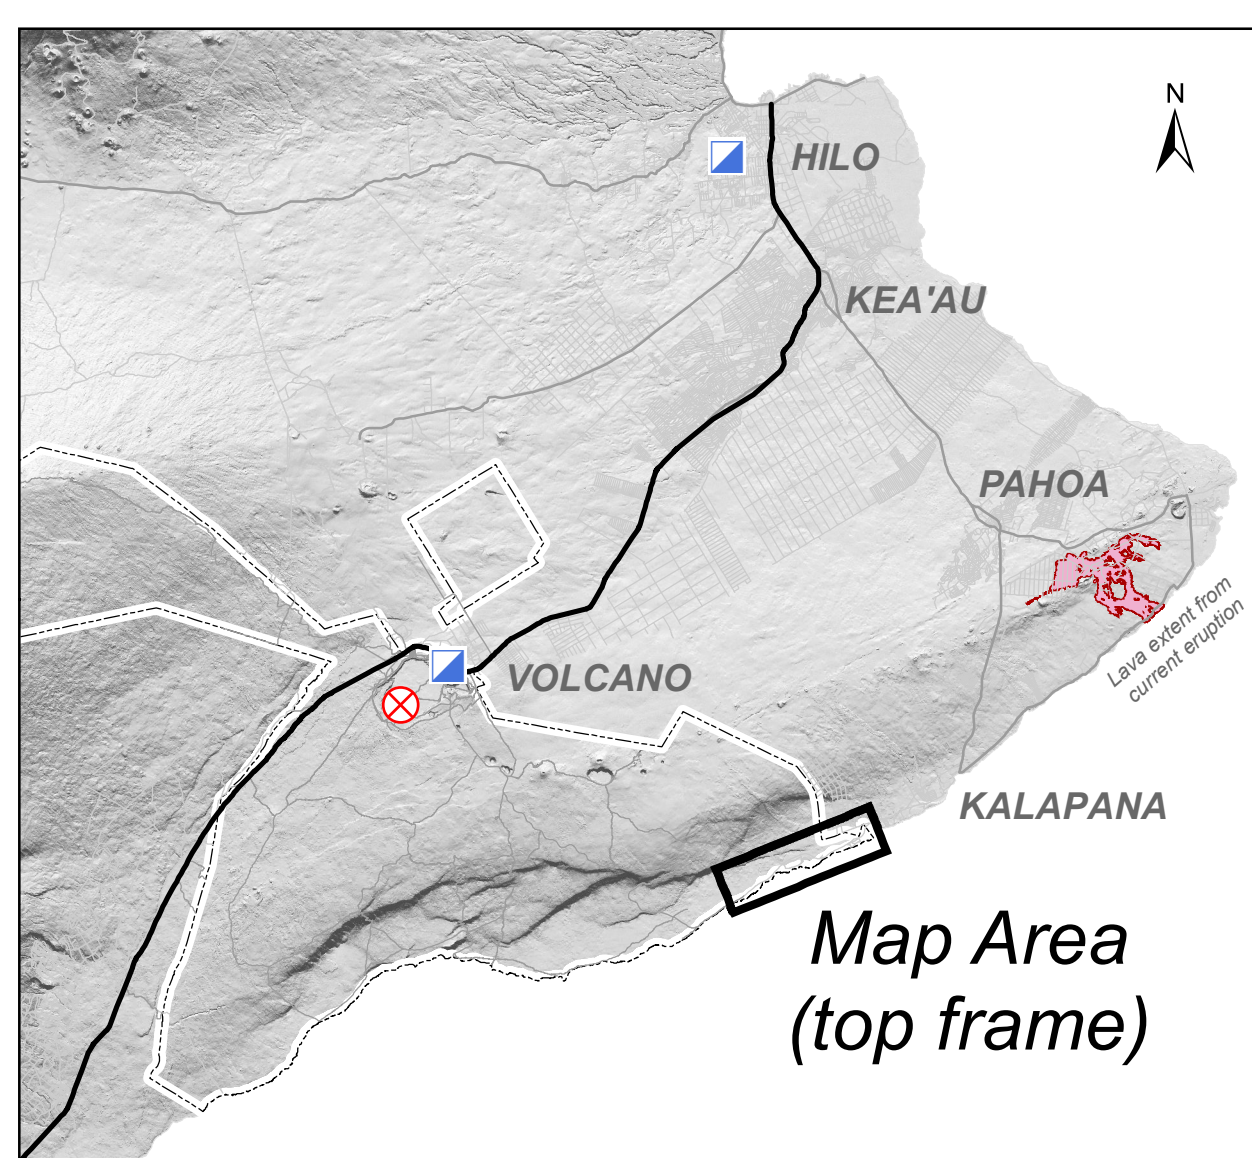 N
HILO
KEA'AU
PAHOA
Lava extent from
current eruption
VOLCANO
KALAPANA
Map Area
(top frame)